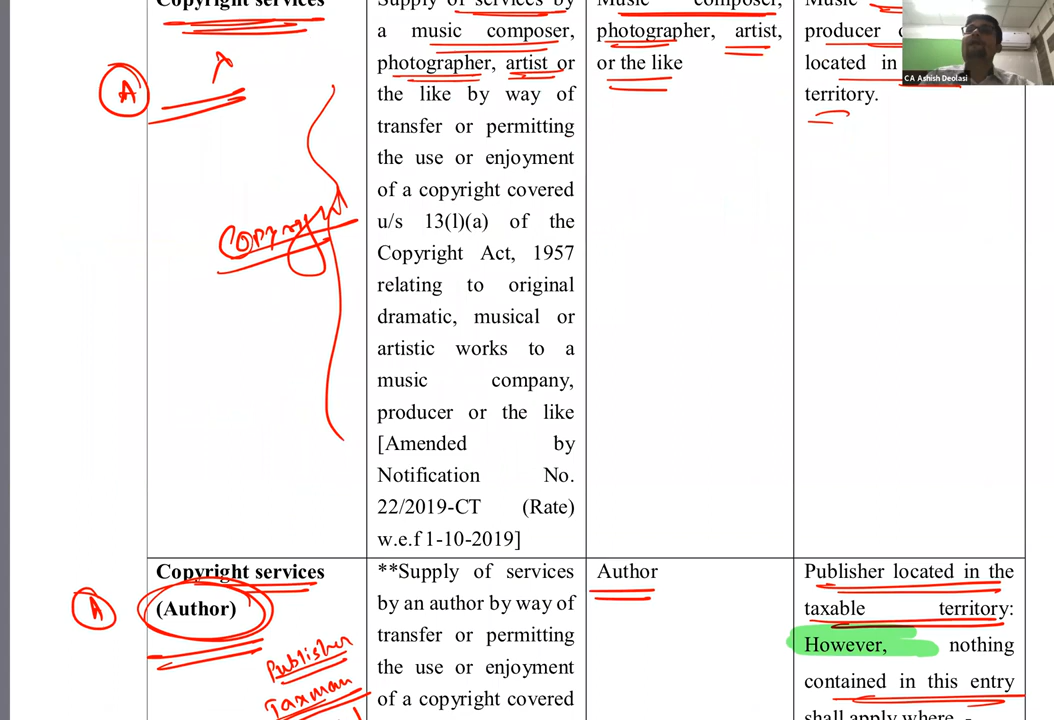 Copyright services
Supply of services by
a music composer,
photographer, artist or
the like by way of
transfer or permitting
the use or enjoyment
of a copyright covered
u/s 13(l)(a) of the
Copyright Act, 1957
relating to original
dramatic, musical or
artistic works to a
music company,
producer or the like
[Amended by
Notification No.
22/2019-CT (Rate)
w.e.f 1-10-2019]
Music composer,
photographer, artist,
or the like
Music
producer
located in
territory.
CA Ashish Deolasi
A
A
Copyright
Copyright services
(Author)
A
Publisher
Taxman
**Supply of services
by an author by way of
transfer or permitting
the use or enjoyment
of a copyright covered
Author
Publisher located in the
taxable territory:
However, nothing
contained in this entry
shall apply where -